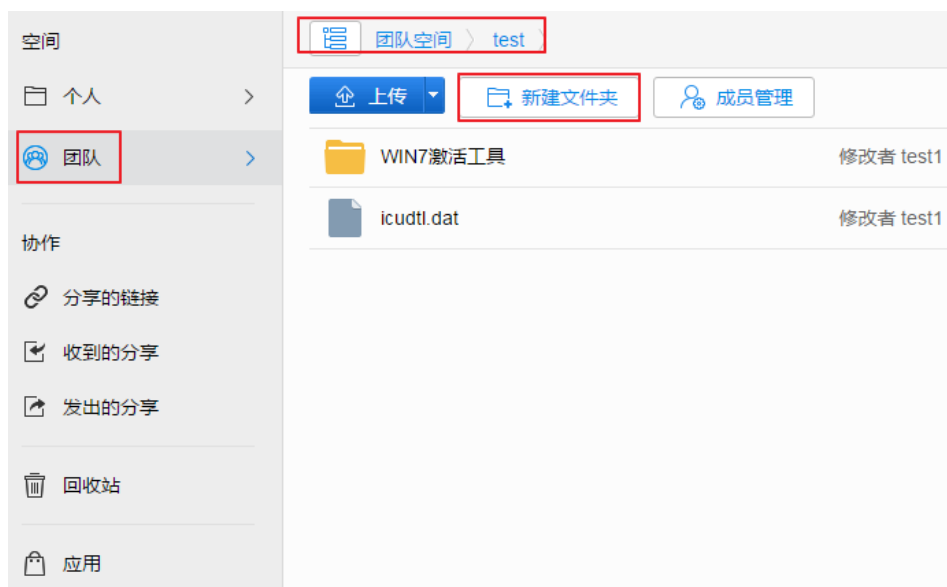 空间
个人
团队
协作
分享的链接
收到的分享
发出的分享
回收站
应用
团队空间 test
上传 新建文件夹 成员管理
WIN7激活工具 修改者 test1
icudtl.dat 修改者 test1